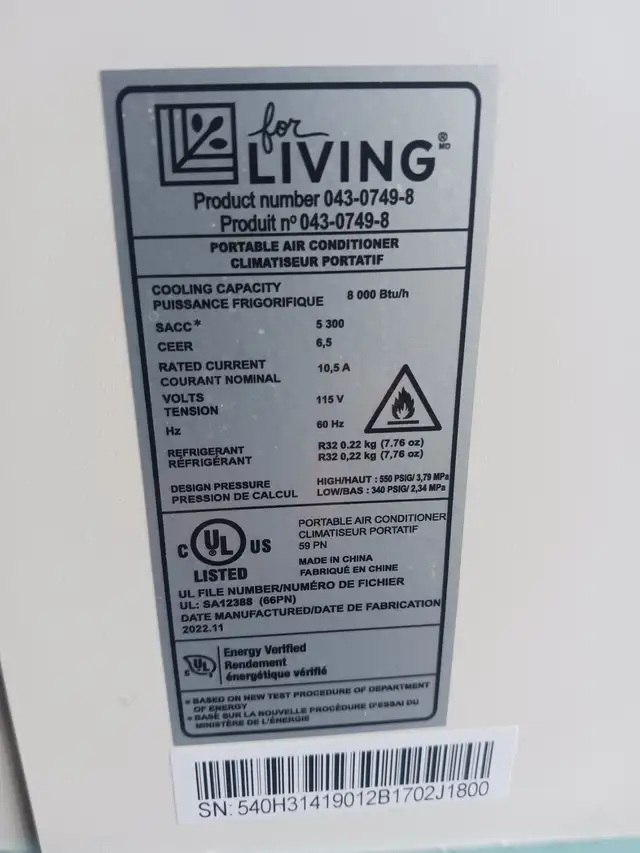 for
LIVING® MD
Product number 043-0749-8
Produit nº 043-0749-8
PORTABLE AIR CONDITIONER
CLIMATISEUR PORTATIF
COOLING CAPACITY
PUISSANCE FRIGORIFIQUE 8 000 Btu/h
SACC* 5 300
CEER 6,5
RATED CURRENT
COURANT NOMINAL 10,5 A
VOLTS
TENSION 115 V
Hz 60 Hz
REFRIGERANT R32 0.22 kg (7.76 oz)
RÉFRIGÉRANT R32 0,22 kg (7,76 oz)
DESIGN PRESSURE HIGH/HAUT : 550 PSIG/ 3,79 MPa
PRESSION DE CALCUL LOW/BAS : 340 PSIG/ 2,34 MPa
C UL US
LISTED
PORTABLE AIR CONDITIONER
CLIMATISEUR PORTATIF
59 PN
MADE IN CHINA
FABRIQUÉ EN CHINE
UL FILE NUMBER/NUMÉRO DE FICHIER
UL: SA12388 (66PN)
DATE MANUFACTURED/DATE DE FABRICATION
2022.11
UL
Energy Verified
Rendement
énergétique vérifié
* BASED ON NEW TEST PROCEDURE OF DEPARTMENT
OF ENERGY
* BASÉ SUR LA NOUVELLE PROCÉDURE D'ESSAI DU
MINISTÈRE DE L'ÉNERGIE
SN: 540H31419012B1702J1800